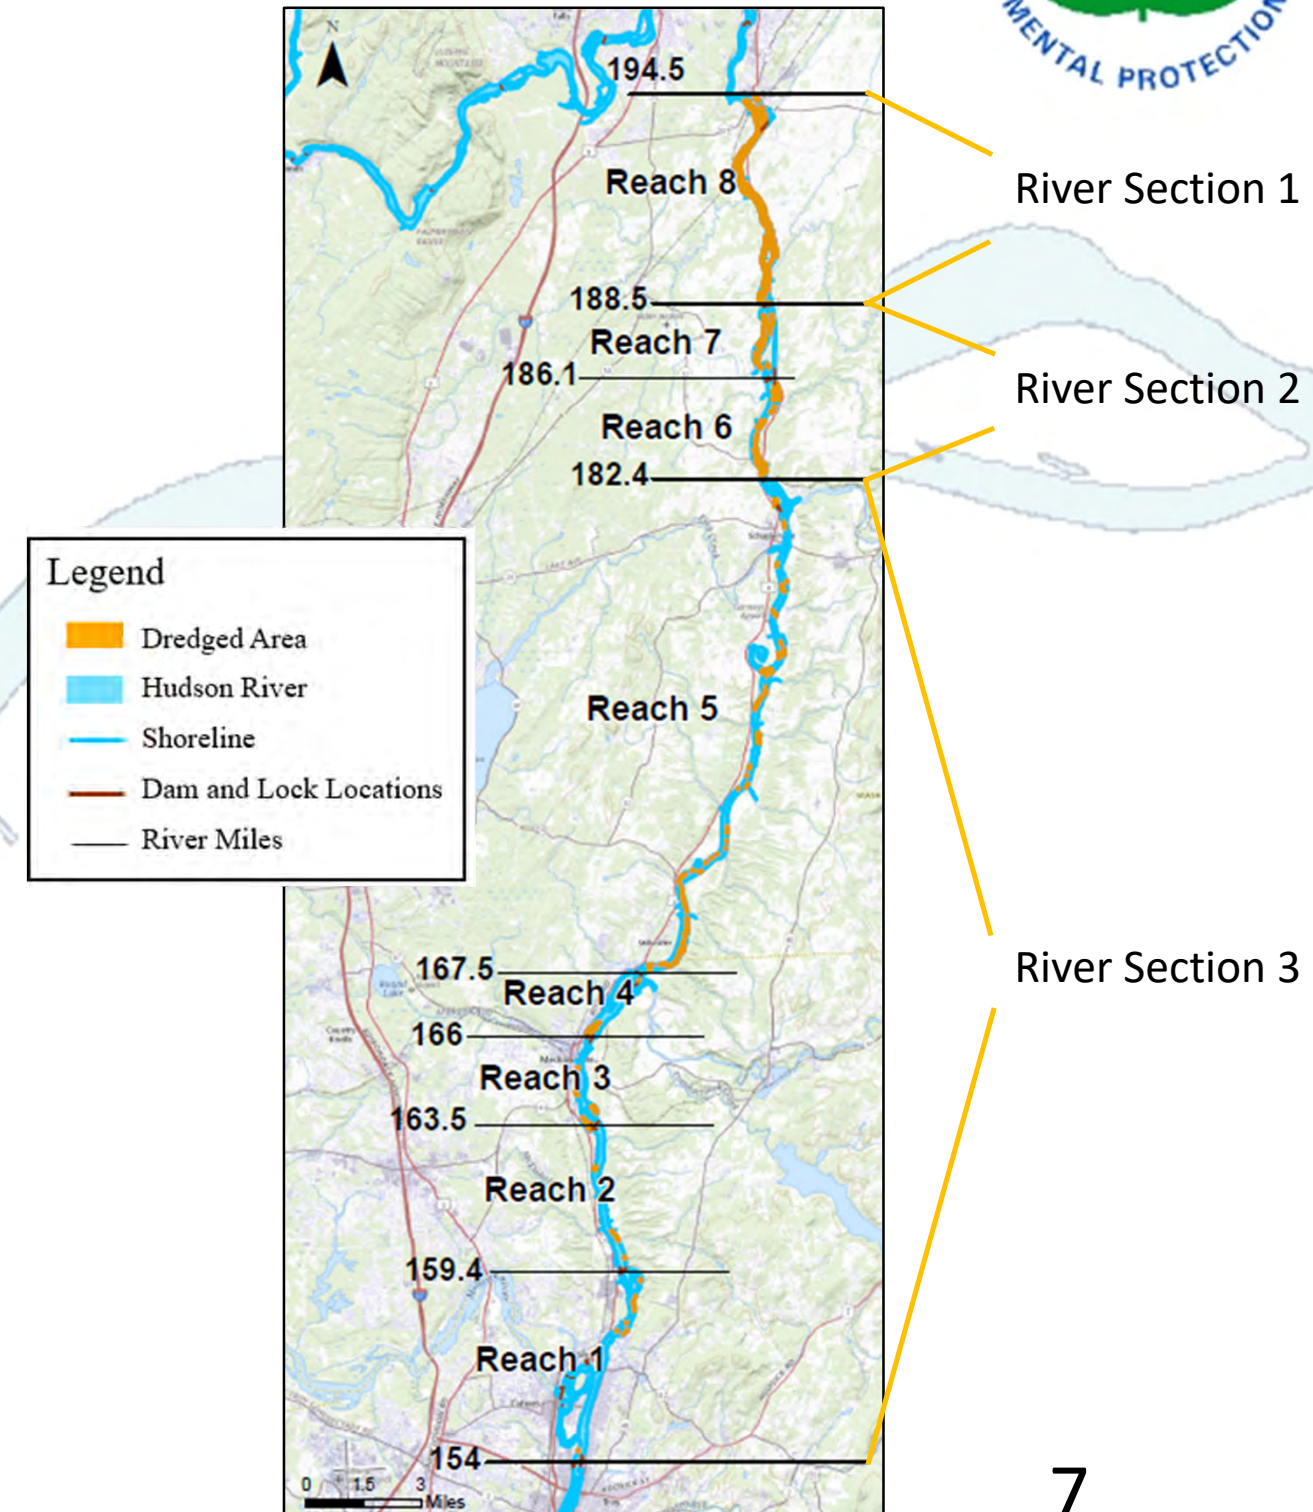 MENTAL PROTECTION
N
194.5
Reach 8
River Section 1
188.5
Reach 7
186.1
River Section 2
Reach 6
182.4
Legend
Dredged Area
Hudson River
Shoreline
Dam and Lock Locations
River Miles
Reach 5
167.5
Reach 4
River Section 3
166
Reach 3
163.5
Reach 2
159.4
Reach 1
154
0 1.5 3
Miles
7